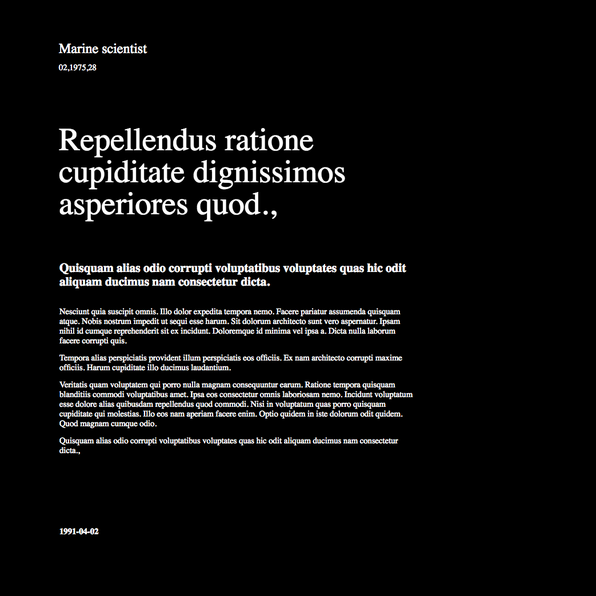 Marine scientist
02,1975,28
Repellendus ratione
cupiditate dignissimos
asperiores quod.,
Quisquam alias odio corrupti voluptatibus voluptates quas hic odit
aliquam ducimus nam consectetur dicta.
Nesciunt quia suscipit omnis. Illo dolor expedita tempora nemo. Facere pariatur assumenda quisquam
atque. Nobis nostrum impedit ut sequi esse harum. Sit dolorum architecto sunt vero aspernatur. Ipsam
nihil id cumque reprehenderit sit ex incidunt. Doloremque id minima vel ipsa a. Dicta nulla laborum
facere corrupti quis.
Tempora alias perspiciatis provident illum perspiciatis eos officiis. Ex nam architecto corrupti maxime
officiis. Harum cupiditate illo ducimus laudantium.
Veritatis quam voluptatem qui porro nulla magnam consequuntur earum. Ratione tempora quisquam
blanditiis commodi voluptatibus amet. Ipsa eos consectetur omnis laboriosam nemo. Incidunt voluptatum
esse dolore alias quibusdam repellendus quod commodi. Nisi in voluptatum quas porro quisquam
cupiditate qui molestias. Illo eos nam aperiam facere enim. Optio quidem in iste dolorum odit quidem.
Quod magnam cumque odio.
Quisquam alias odio corrupti voluptatibus voluptates quas hic odit aliquam ducimus nam consectetur
dicta.,
1991-04-02